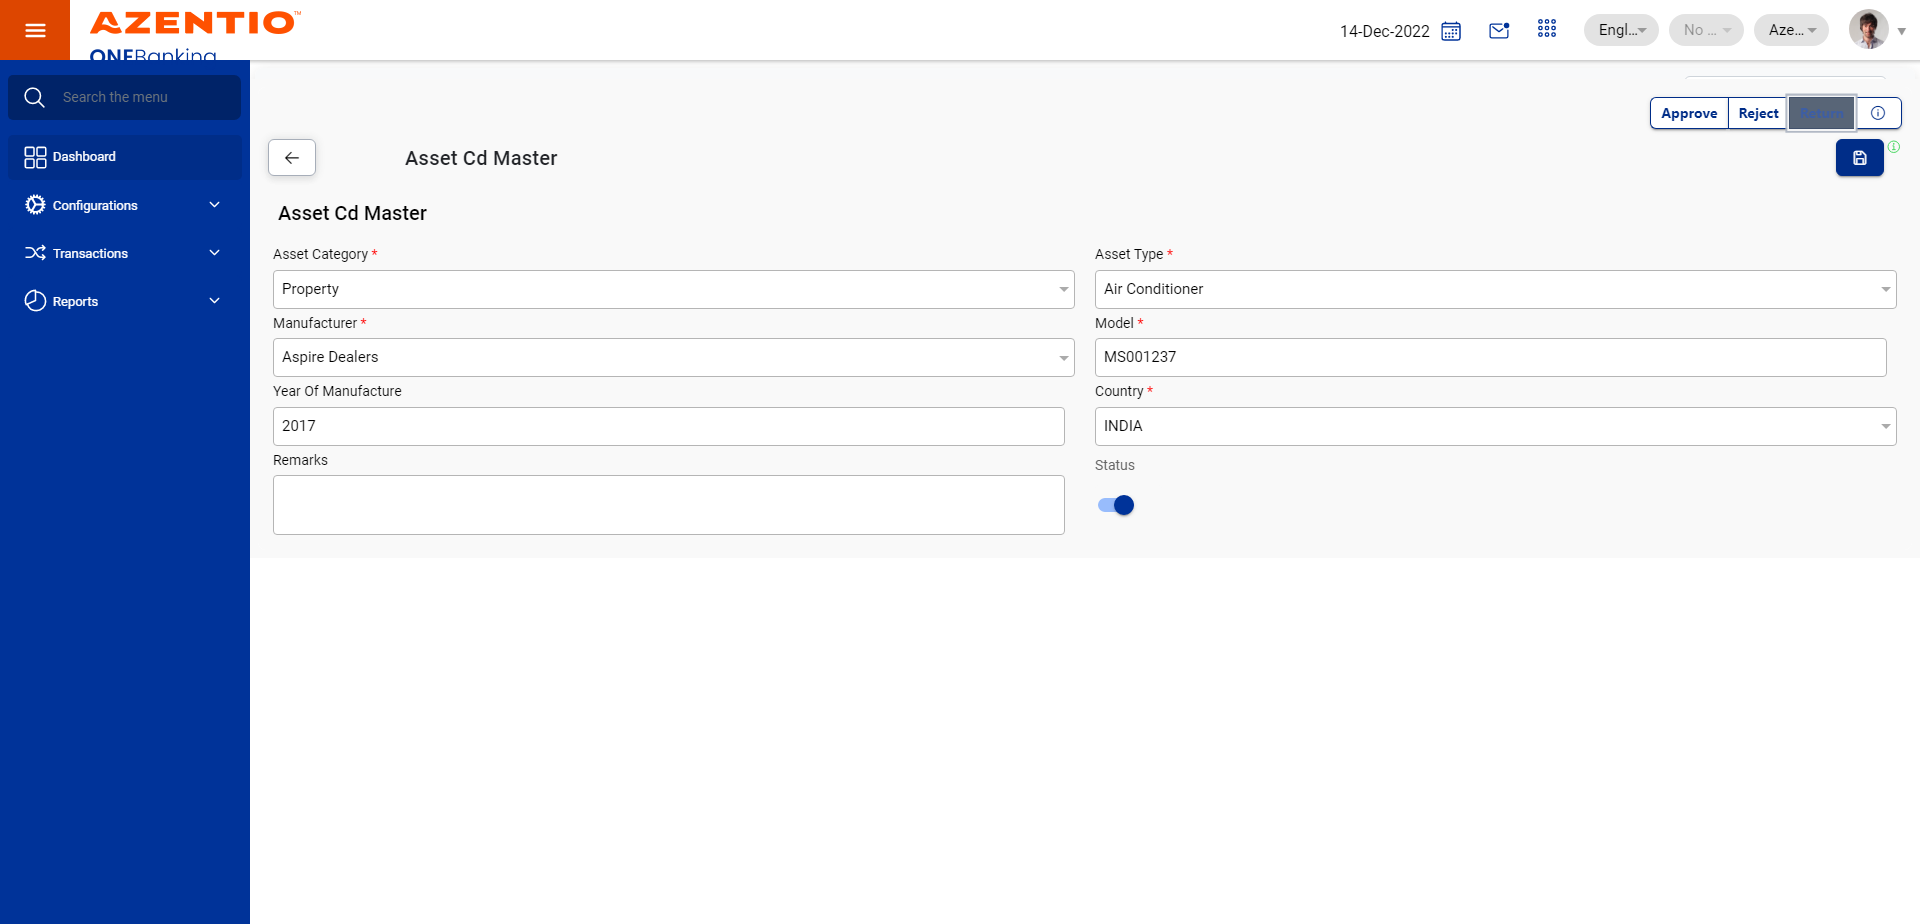 AZENTIO™
ONEBanking
14-Dec-2022
Engl...
No ...
Aze...
Search the menu
Dashboard
Configurations
Transactions
Reports
Approve
Reject
Return
Asset Cd Master
Asset Cd Master
Asset Category *
Asset Type *
Property
Air Conditioner
Manufacturer *
Model *
Aspire Dealers
MS001237
Year Of Manufacture
Country *
2017
INDIA
Remarks
Status